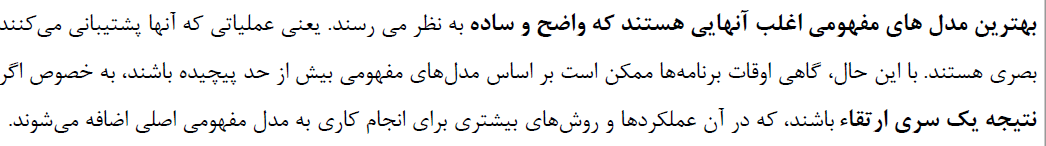 بهترین مدل های مفهومی اغلب آنهایی هستند که واضح و ساده به نظر می رسند. یعنی عملیاتی که آنها پشتیبانی می‌کنند
بصری هستند. با این حال، گاهی اوقات برنامه‌ها ممکن است بر اساس مدل‌های مفهومی بیش از حد پیچیده باشند، به خصوص اگر
نتیجه یک سری ارتقاء باشند، که در آن عملکردها و روش‌های بیشتری برای انجام کاری به مدل مفهومی اصلی اضافه می‌شوند.